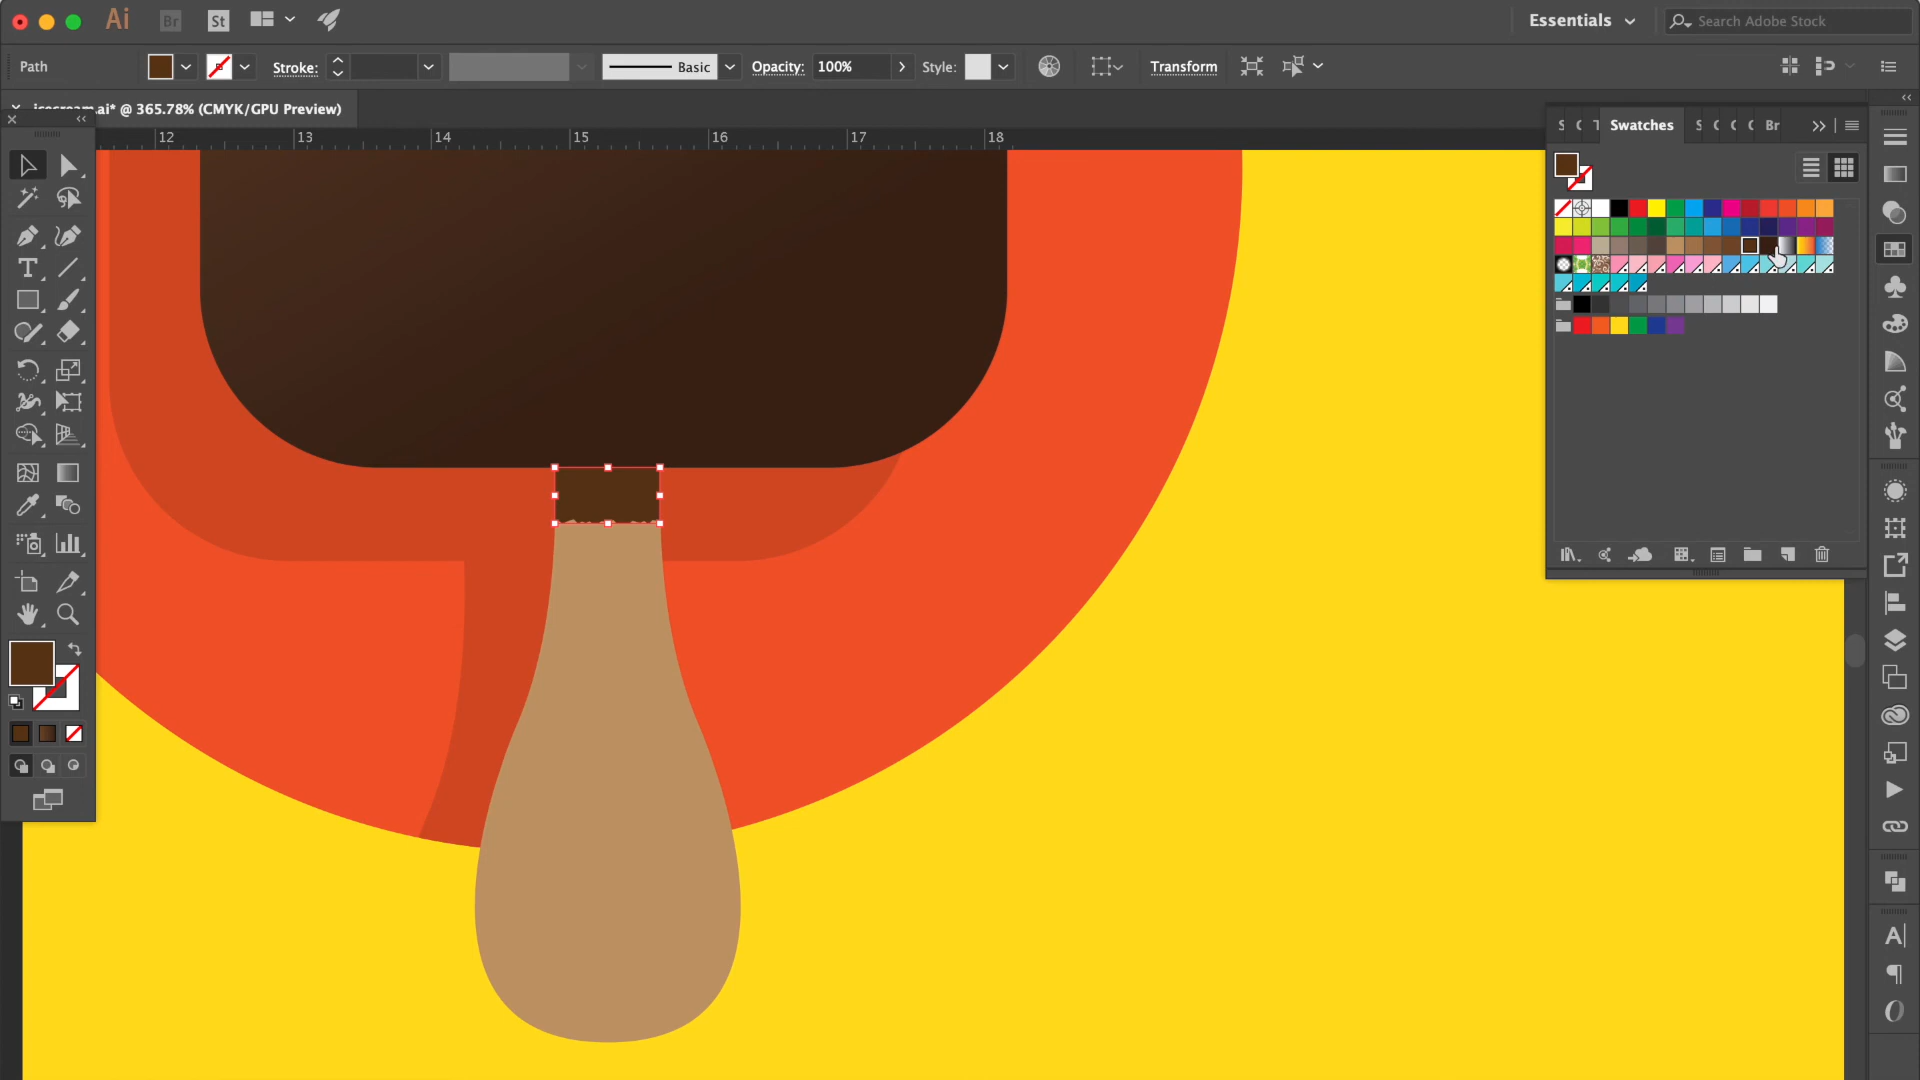 Ai
Br
St
Essentials
Search Adobe Stock
Path
Stroke:
Basic
Opacity:
100%
Style:
Transform
icecream.ai* @ 365.78% (CMYK/GPU Preview)
12
13
14
15
16
17
18
Swatches
Br
T
A